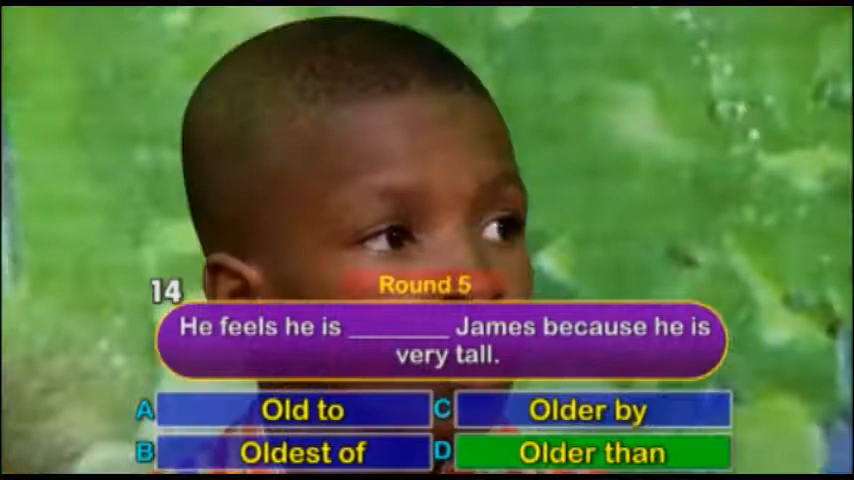 Round 5
14
He feels he is ________ James because he is
very tall.
A Old to
C Older by
B Oldest of
D Older than